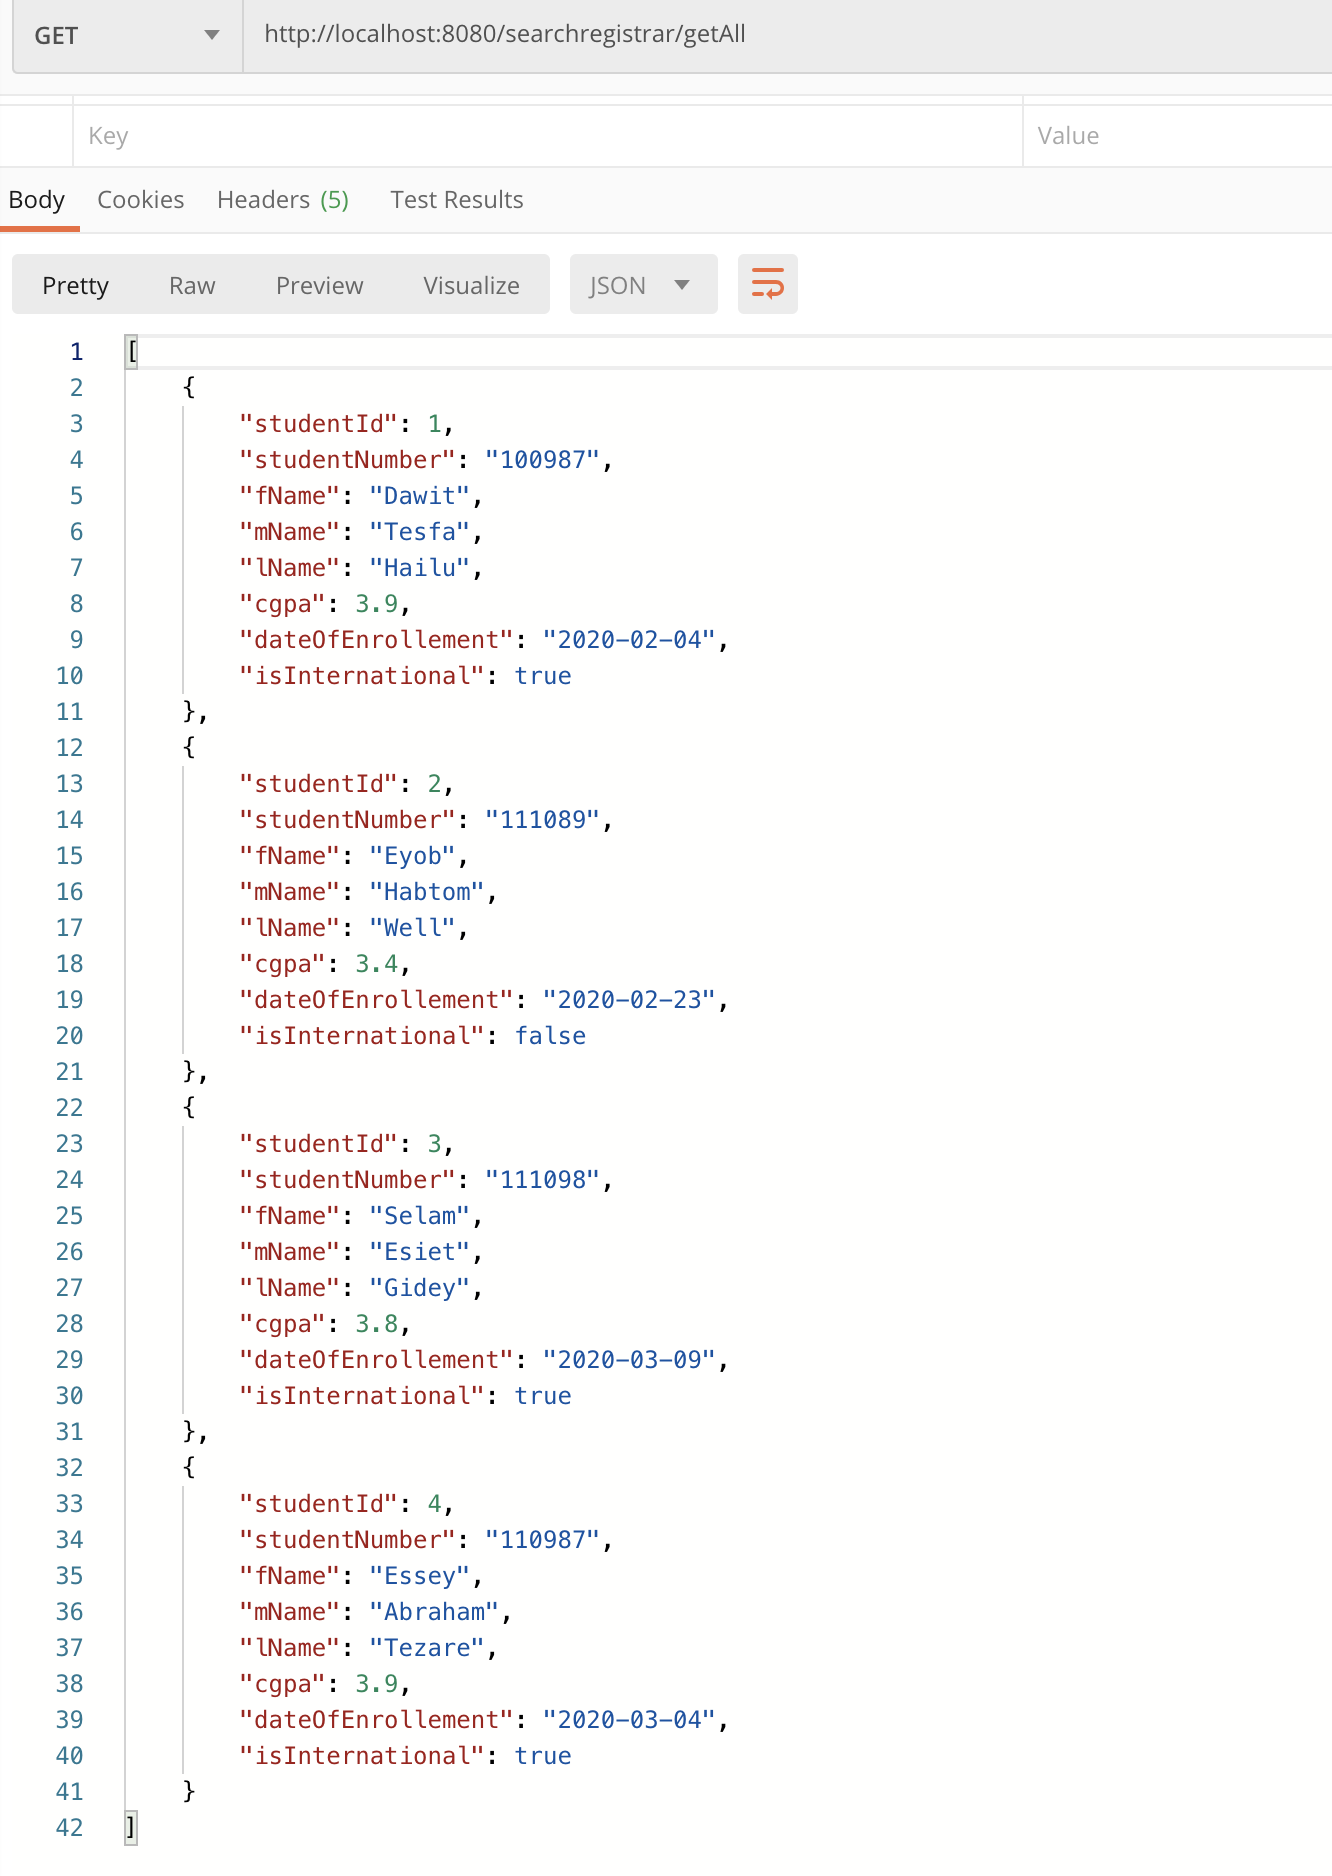 GET http://localhost:8080/searchregistrar/getAll
Key Value
Body Cookies Headers (5) Test Results
Pretty Raw Preview Visualize JSON
1 [
2 {
3 "studentId": 1,
4 "studentNumber": "100987",
5 "fName": "Dawit",
6 "mName": "Tesfa",
7 "lName": "Hailu",
8 "cgpa": 3.9,
9 "dateOfEnrollement": "2020-02-04",
10 "isInternational": true
11 },
12 {
13 "studentId": 2,
14 "studentNumber": "111089",
15 "fName": "Eyob",
16 "mName": "Habtom",
17 "lName": "Well",
18 "cgpa": 3.4,
19 "dateOfEnrollement": "2020-02-23",
20 "isInternational": false
21 },
22 {
23 "studentId": 3,
24 "studentNumber": "111098",
25 "fName": "Selam",
26 "mName": "Esiet",
27 "lName": "Gidey",
28 "cgpa": 3.8,
29 "dateOfEnrollement": "2020-03-09",
30 "isInternational": true
31 },
32 {
33 "studentId": 4,
34 "studentNumber": "110987",
35 "fName": "Essey",
36 "mName": "Abraham",
37 "lName": "Tezare",
38 "cgpa": 3.9,
39 "dateOfEnrollement": "2020-03-04",
40 "isInternational": true
41 }
42 ]